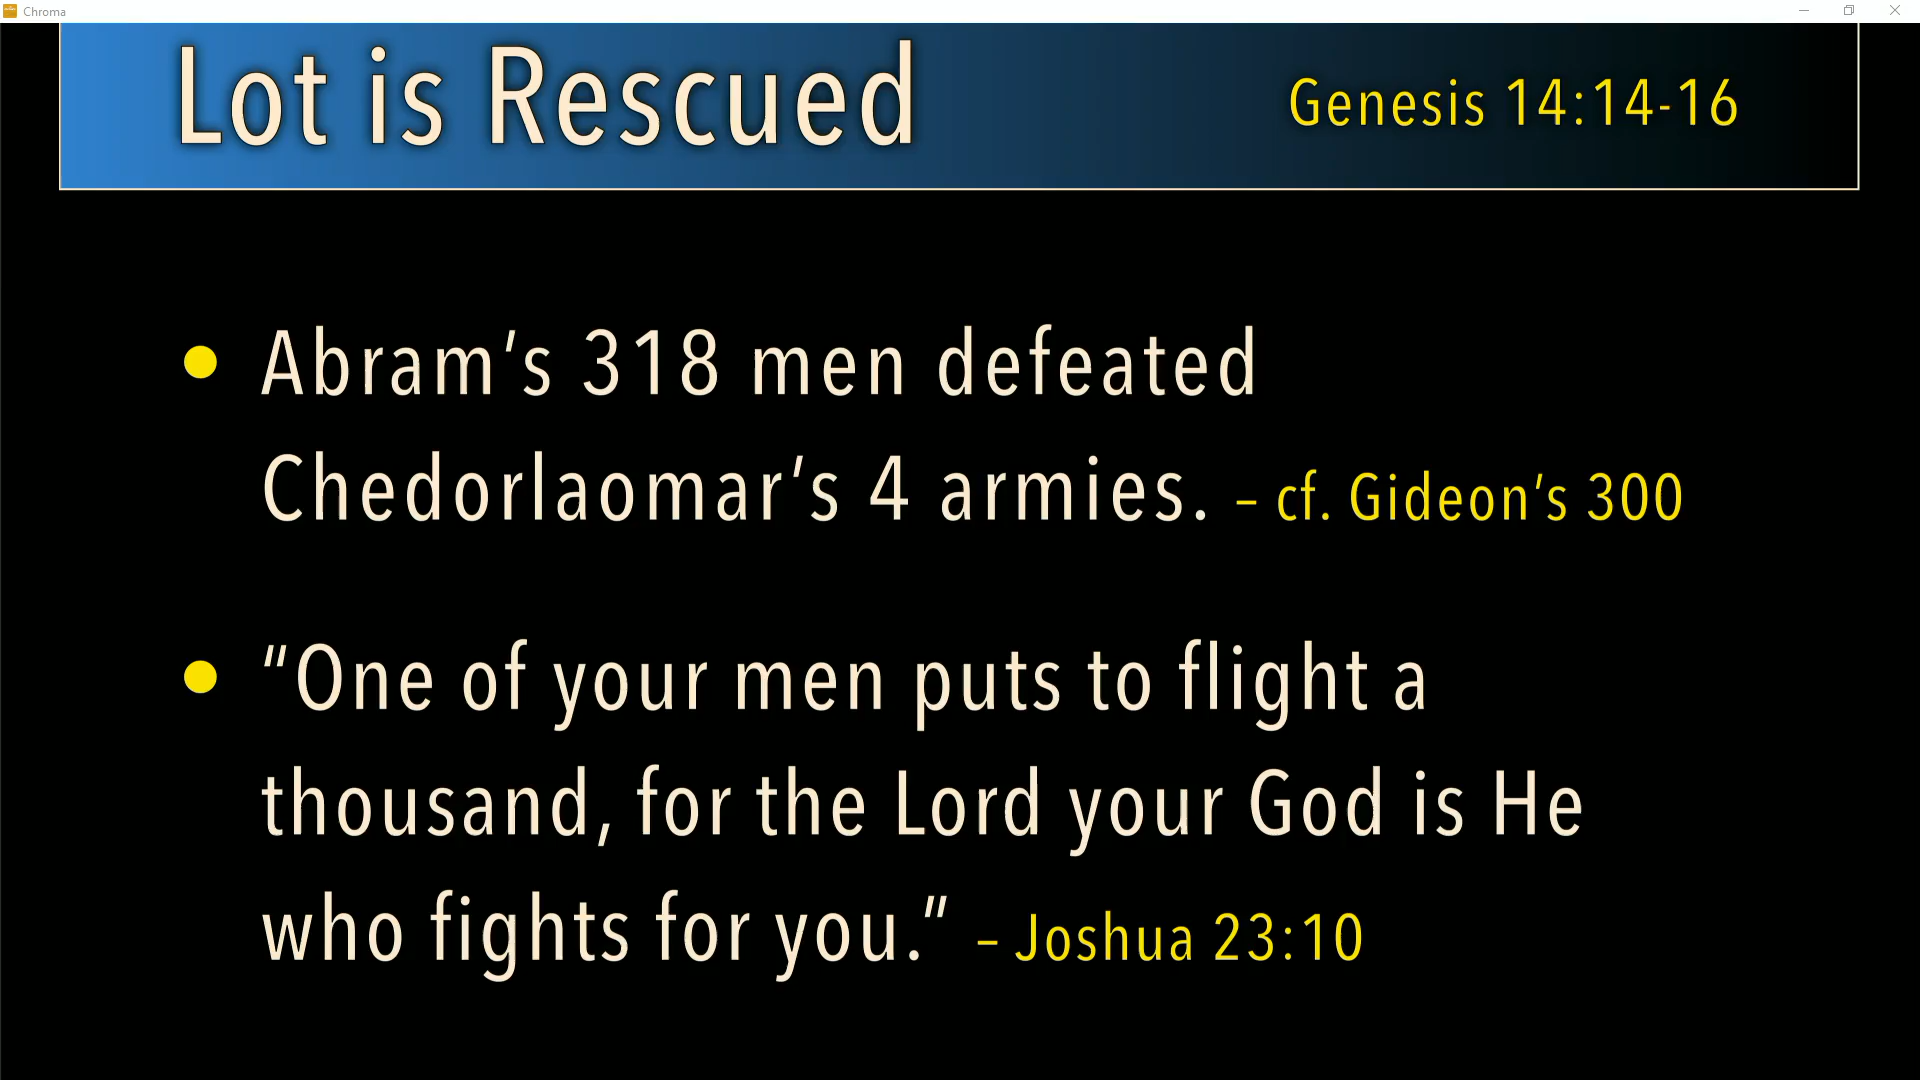 Chroma
Lot is Rescued
Genesis 14:14-16
Abram’s 318 men defeated
Chedorlaomar’s 4 armies. – cf. Gideon’s 300
“One of your men puts to flight a
thousand, for the Lord your God is He
who fights for you.” – Joshua 23:10